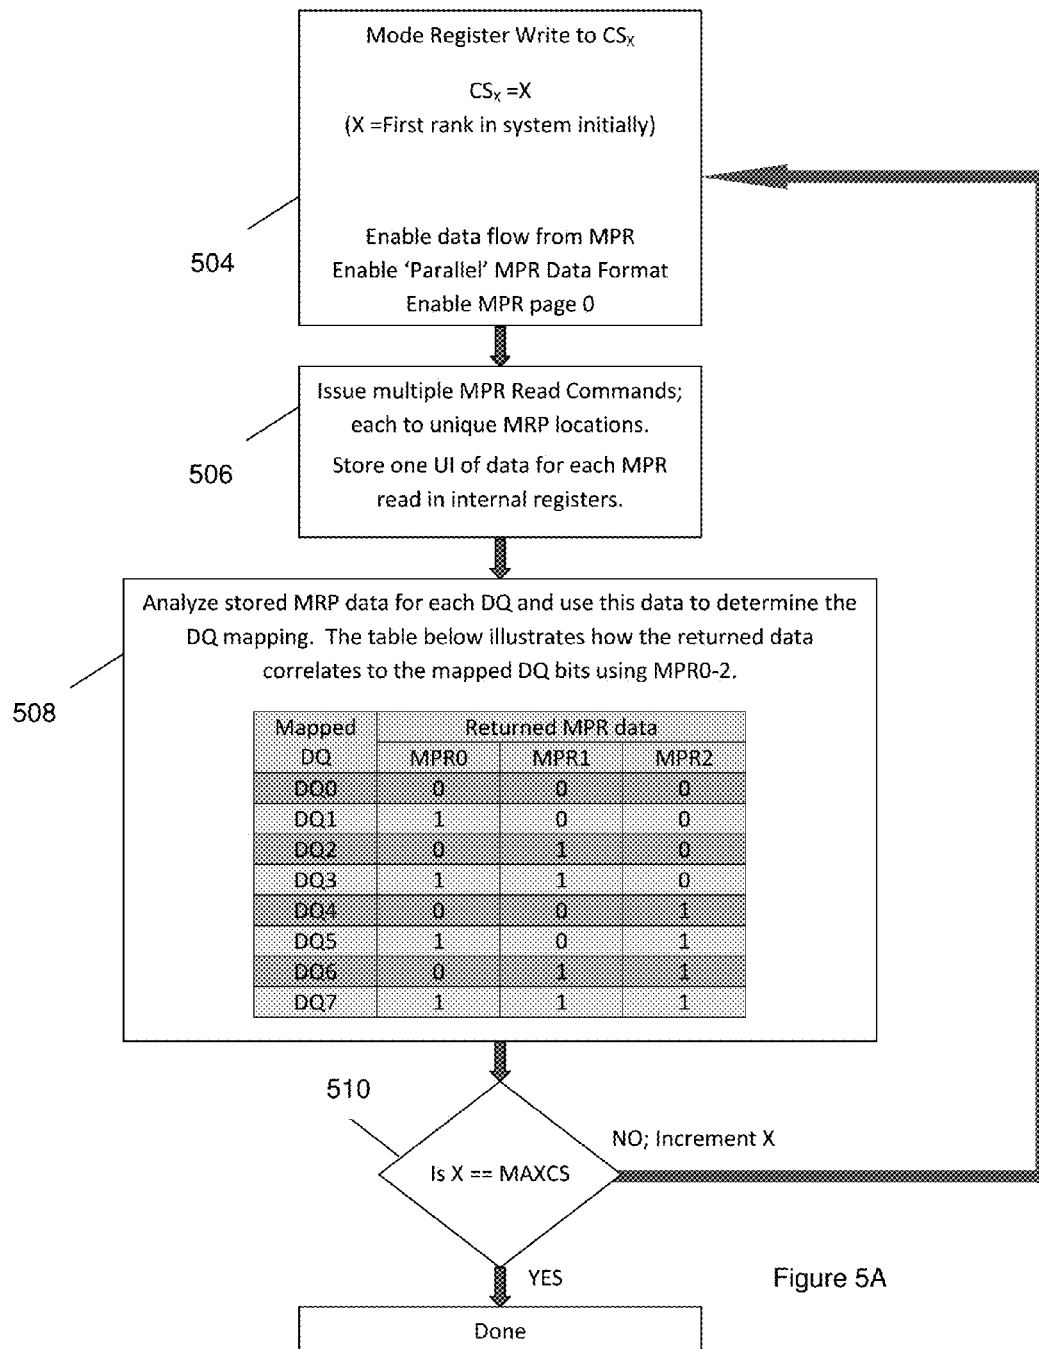 Mode Register Write to CSX
CSX =X
(X =First rank in system initially)
504
Enable data flow from MPR
Enable ‘Parallel’ MPR Data Format
Enable MPR page 0
Issue multiple MPR Read Commands;
each to unique MRP locations.
506
Store one UI of data for each MPR
read in internal registers.
Analyze stored MRP data for each DQ and use this data to determine the
DQ mapping. The table below illustrates how the returned data
correlates to the mapped DQ bits using MPR0-2.
508
Mapped DQ Returned MPR data
MPR0 MPR1 MPR2
DQ0 0 0 0
DQ1 1 0 0
DQ2 0 1 0
DQ3 1 1 0
DQ4 0 0 1
DQ5 1 0 1
DQ6 0 1 1
DQ7 1 1 1
510
NO; Increment X
Is X == MAXCS
YES
Figure 5A
Done